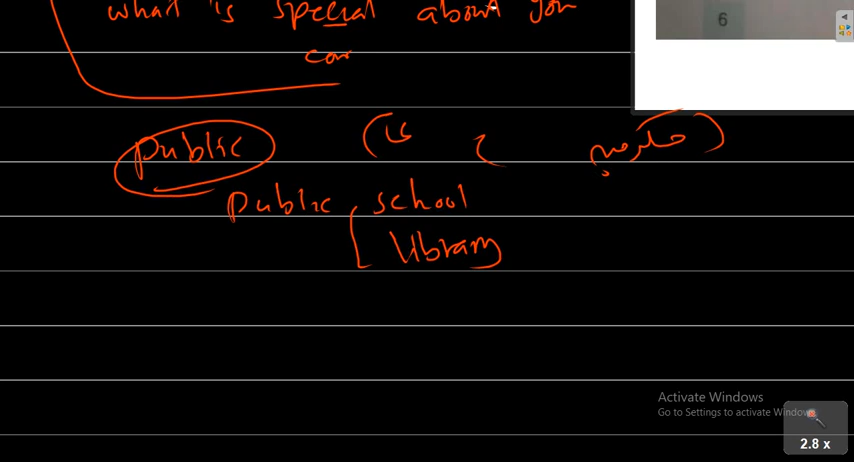 what is special about you
car
6
public
public school
library
Activate Windows
Go to Settings to activate Windows
2.8 x